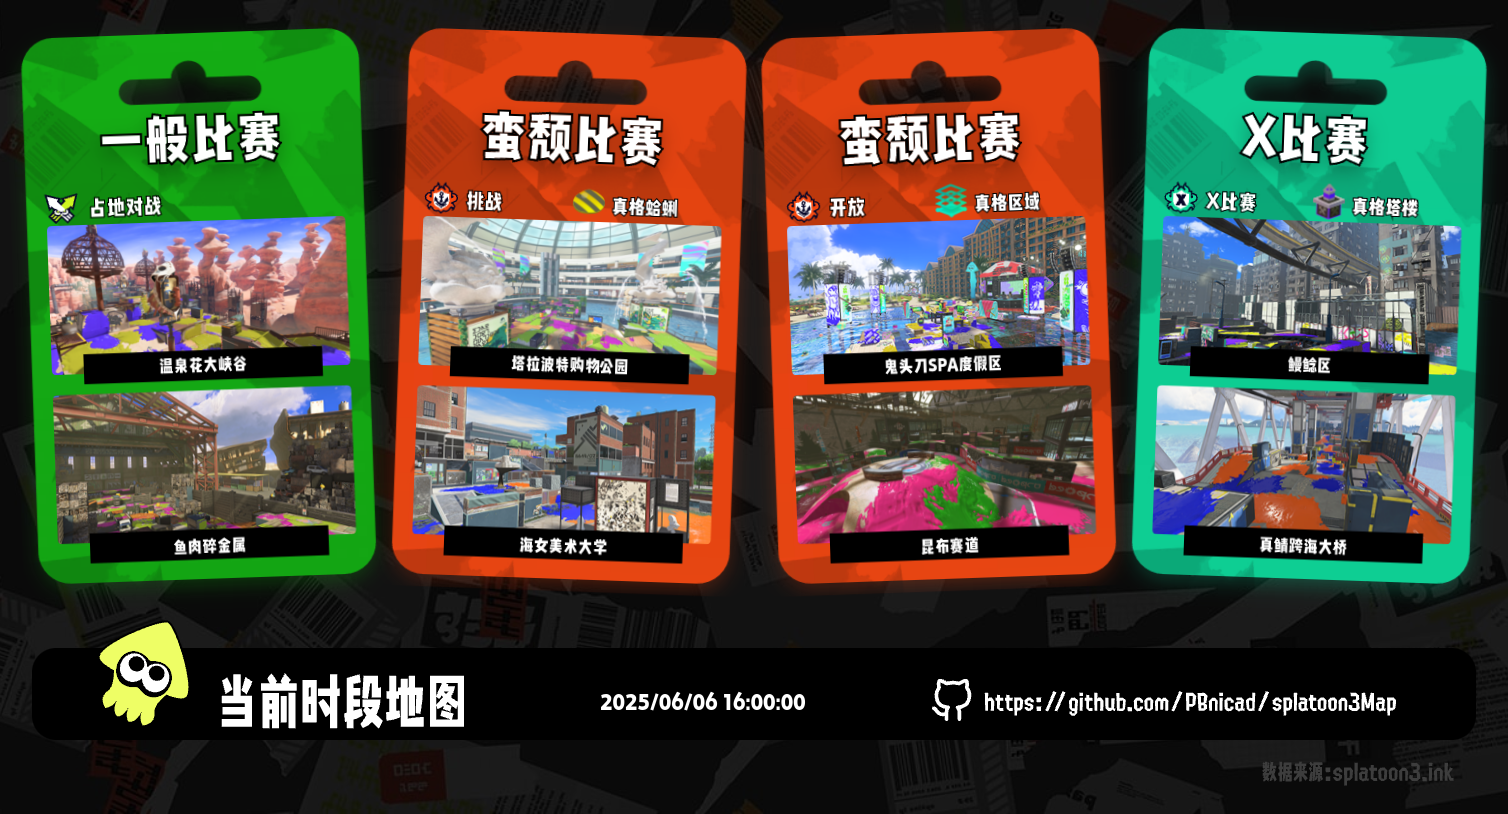 一般比赛
占地对战
温泉花大峡谷
鱼肉碎金属
蛮颓比赛
挑战
真格蛤蜊
塔拉波特购物公园
海女美术大学
蛮颓比赛
开放
真格区域
鬼头刀SPA度假区
昆布赛道
X比赛
X比赛
真格塔楼
鳗鲶区
真鲭跨海大桥
当前时段地图
2025/06/06 16:00:00
https://github.com/PBnicad/splatoon3Map
数据来源:splatoon3.ink